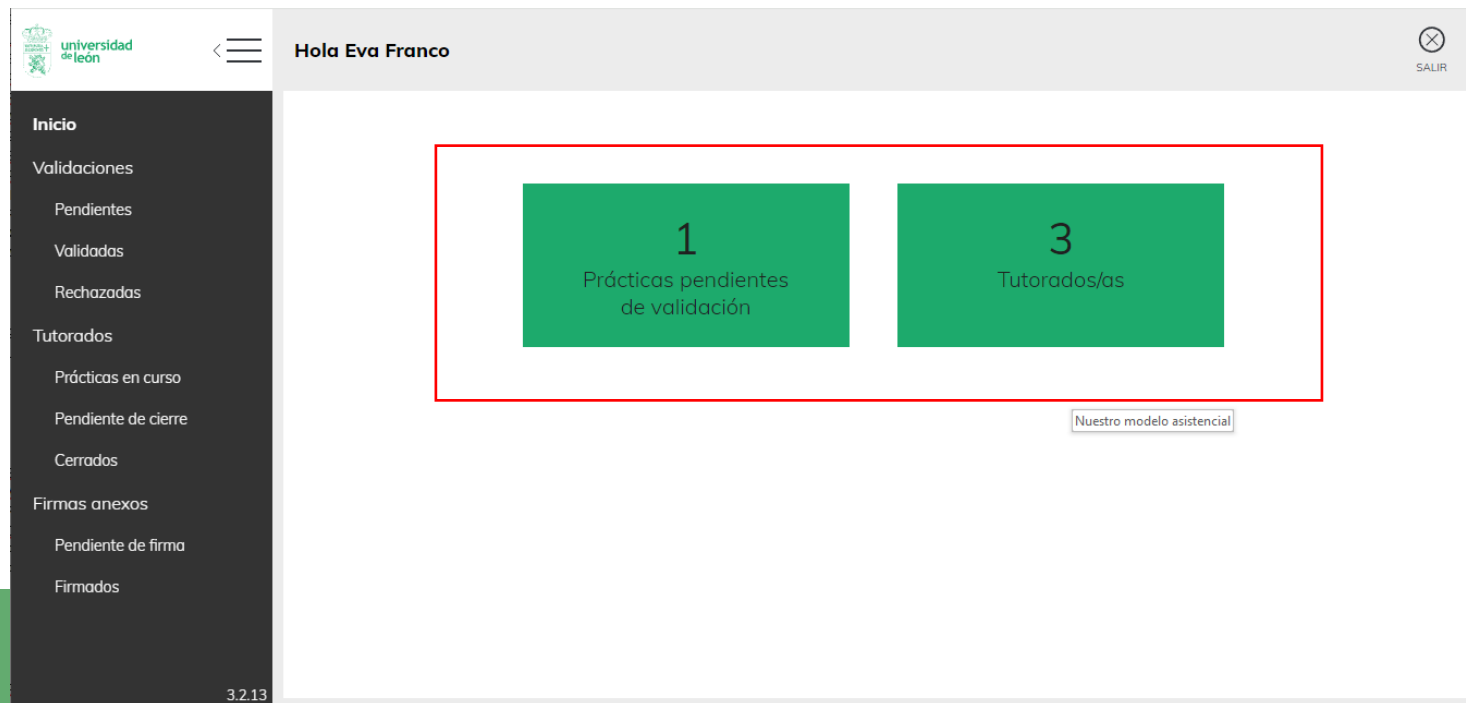 universidad
de león
Hola Eva Franco
SALIR
Inicio
Validaciones
Pendientes
Validadas
Rechazadas
Tutorados
Prácticas en curso
Pendiente de cierre
Cerrados
Firmas anexos
Pendiente de firma
Firmados
3.2.13
1
Prácticas pendientes
de validación
3
Tutorados/as
Nuestro modelo asistencial